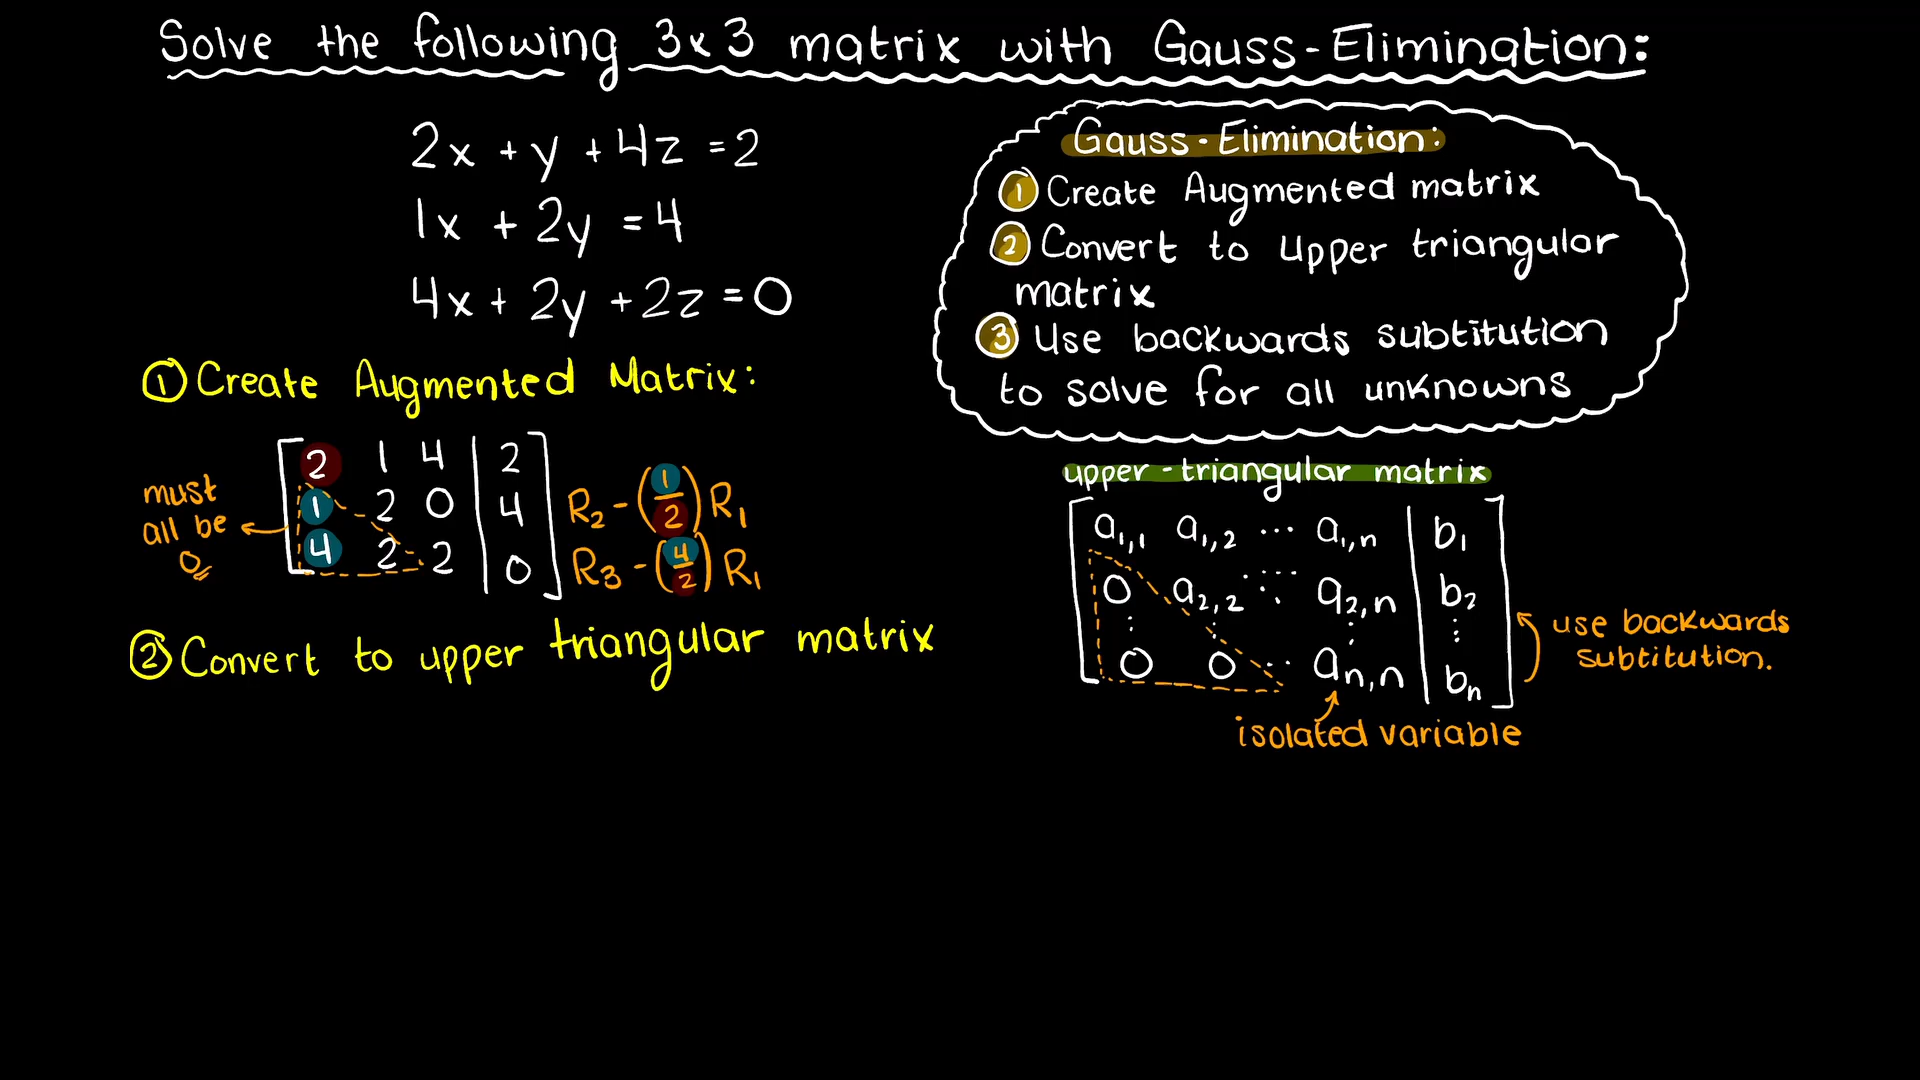 Solve the following 3x3 matrix with Gauss-Elimination:
2x + y + 4z = 2
1x + 2y = 4
4x + 2y + 2z = 0
Gauss-Elimination:
1 Create Augmented matrix
2 Convert to Upper triangular
matrix
3 Use backwards subtitution
to solve for all unknowns
① Create Augmented Matrix:
2 1 4 | 2
1 2 0 | 4 R2 - (1/2) R1
4 2 2 | 0 R3 - (4/2) R1
must
all be
0
② Convert to upper triangular matrix
upper-triangular matrix
a1,1 a1,2 ... a1,n | b1
0 a2,2 ⋱ a2,n | b2
⋮ ⋮ ⋮ ⋮
0 0 ... an,n | bn
use backwards
subtitution.
isolated variable